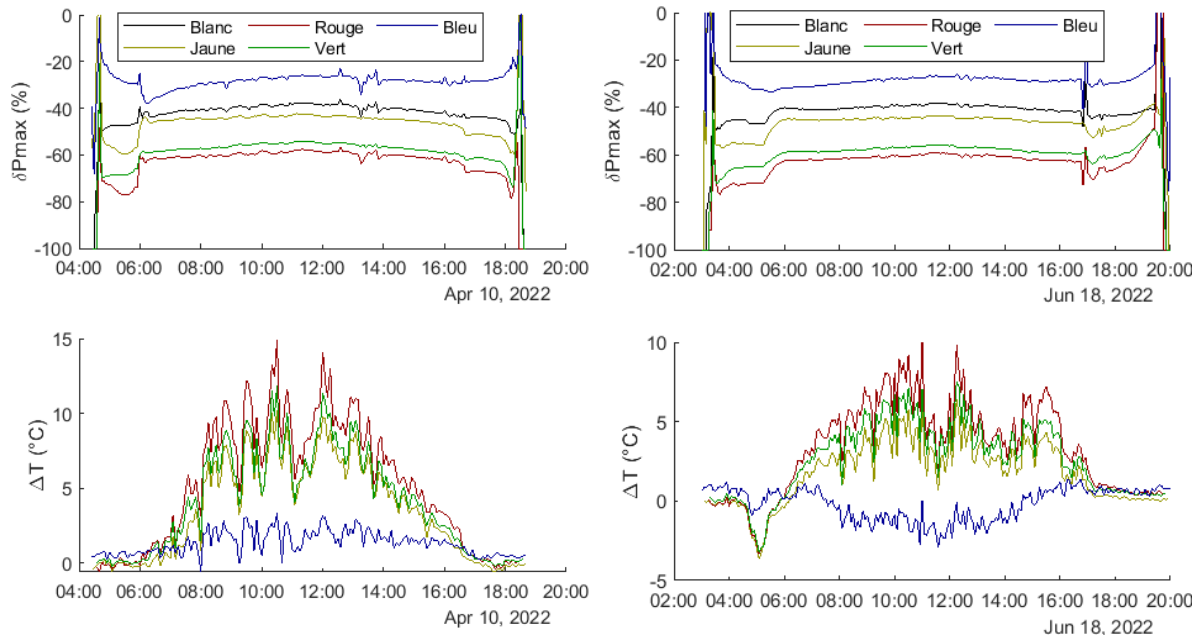 Blanc Rouge Bleu
Jaune Vert
δPmax (%)
0
-20
-40
-60
-80
-100
04:00 06:00 08:00 10:00 12:00 14:00 16:00 18:00 20:00
Apr 10, 2022
Blanc Rouge Bleu
Jaune Vert
δPmax (%)
0
-20
-40
-60
-80
-100
02:00 04:00 06:00 08:00 10:00 12:00 14:00 16:00 18:00 20:00
Jun 18, 2022
ΔT (°C)
15
10
5
0
04:00 06:00 08:00 10:00 12:00 14:00 16:00 18:00 20:00
Apr 10, 2022
ΔT (°C)
10
5
0
-5
02:00 04:00 06:00 08:00 10:00 12:00 14:00 16:00 18:00 20:00
Jun 18, 2022